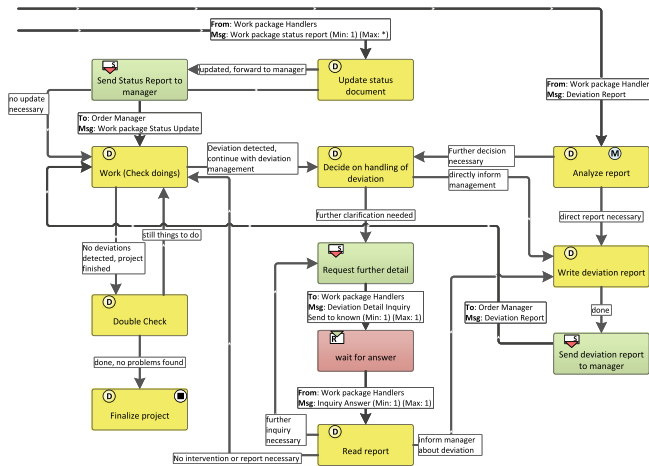 From: Work package Handlers
Msg: Work package status report (Min: 1) (Max: *)
S
Send Status Report to
manager
updated, forward to manager
D
Update status
document
From: Work package Handler
Msg: Deviation Report
no update
necessary
To: Order Manager
Msg: Work package Status Update
D
Work (Check doings)
Deviation detected,
continue with deviation
management
D
Decide on handling of
deviation
Further decision
necessary
directly inform
management
D
M
Analyze report
further clarification needed
direct report necessary
still things to do
No deviations
detected, project
finished
S
Request further detail
D
Write deviation report
To: Work package Handlers
Msg: Deviation Detail Inquiry
Send to known (Min: 1) (Max: 1)
To: Order Manager
Msg: Deviation Report
done
D
Double Check
R
wait for answer
S
Send deviation report
to manager
done, no problems found
From: Work package Handlers
Msg: Inquiry Answer (Min: 1) (Max: 1)
D
Finalize project
further
inquiry
necessary
D
Read report
inform manager
about deviation
No intervention or report necessary